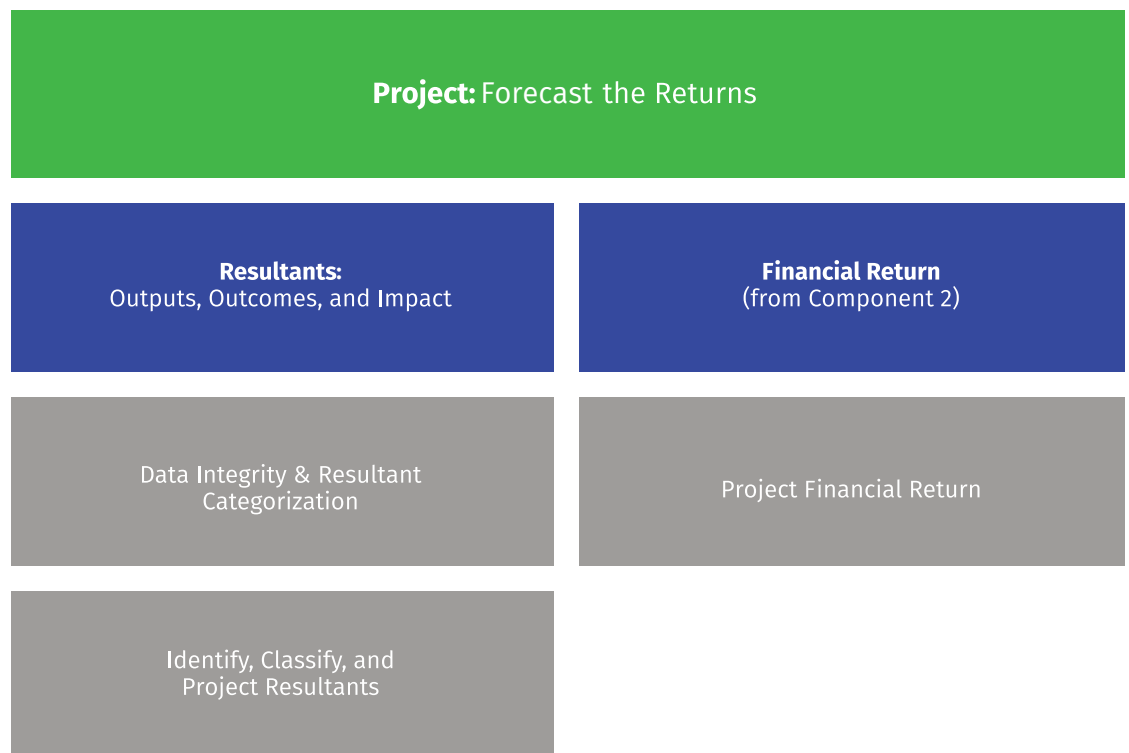 Project: Forecast the Returns
Resultants:
Outputs, Outcomes, and Impact
Financial Return
(from Component 2)
Data Integrity & Resultant
Categorization
Project Financial Return
Identify, Classify, and
Project Resultants